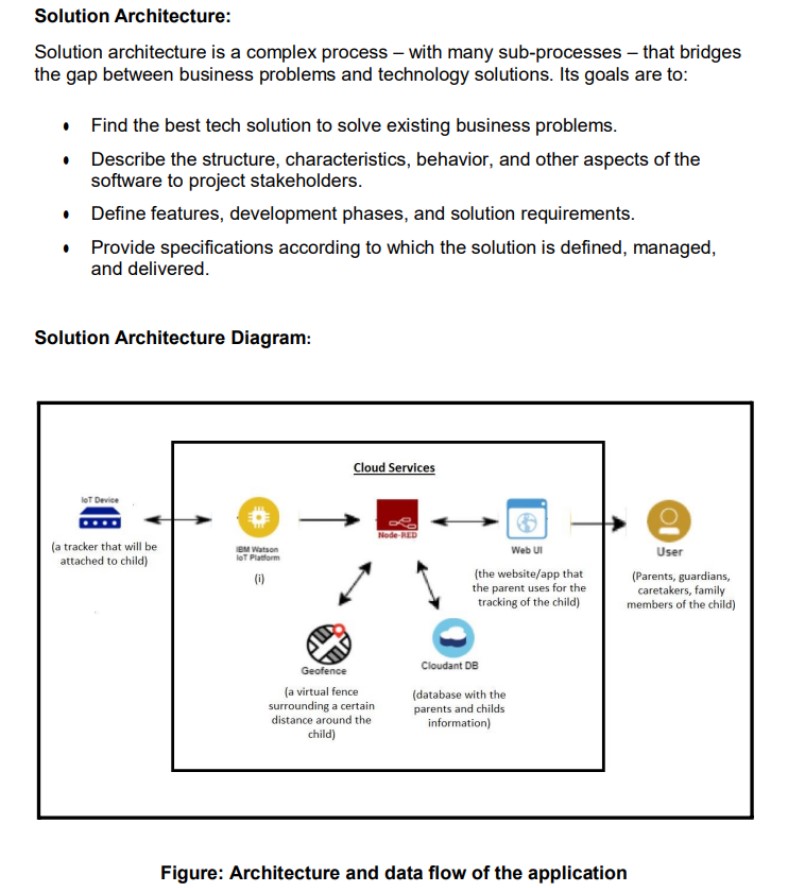 Solution Architecture:
Solution architecture is a complex process – with many sub-processes – that bridges
the gap between business problems and technology solutions. Its goals are to:
• Find the best tech solution to solve existing business problems.
• Describe the structure, characteristics, behavior, and other aspects of the
software to project stakeholders.
• Define features, development phases, and solution requirements.
• Provide specifications according to which the solution is defined, managed,
and delivered.
Solution Architecture Diagram:
Cloud Services
IoT Device
(a tracker that will be
attached to child)
IBM Watson
IoT Platform
(i)
Node-RED
Web UI
(the website/app that
the parent uses for the
tracking of the child)
User
(Parents, guardians,
caretakers, family
members of the child)
Geofence
(a virtual fence
surrounding a certain
distance around the
child)
Cloudant DB
(database with the
parents and childs
information)
Figure: Architecture and data flow of the application